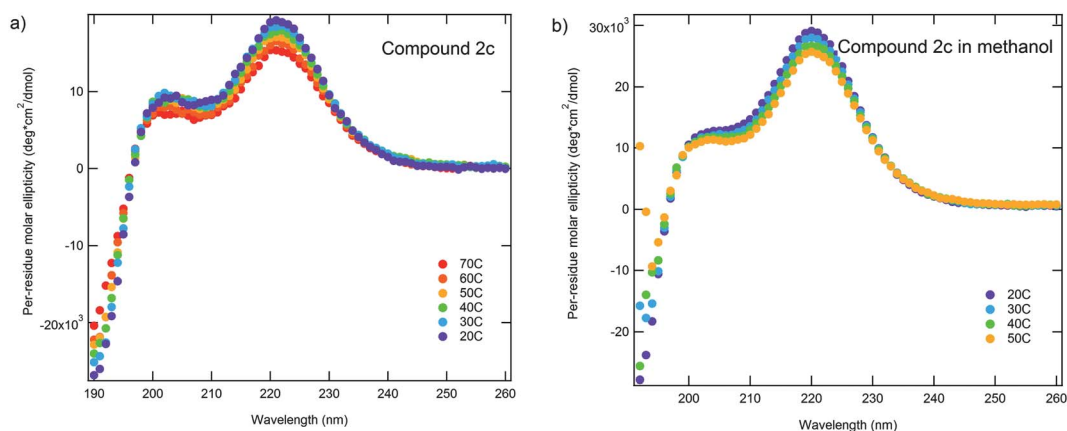 a)
Compound 2c
Per-residue molar ellipticity (deg*cm²/dmol)
10
0
-10
-20x10³
70C
60C
50C
40C
30C
20C
190 200 210 220 230 240 250 260
Wavelength (nm)
b)
Compound 2c in methanol
Per-residue molar ellipticity (deg*cm²/dmol)
30x10³
20
10
0
-10
-20
20C
30C
40C
50C
200 210 220 230 240 250 260
Wavelength (nm)